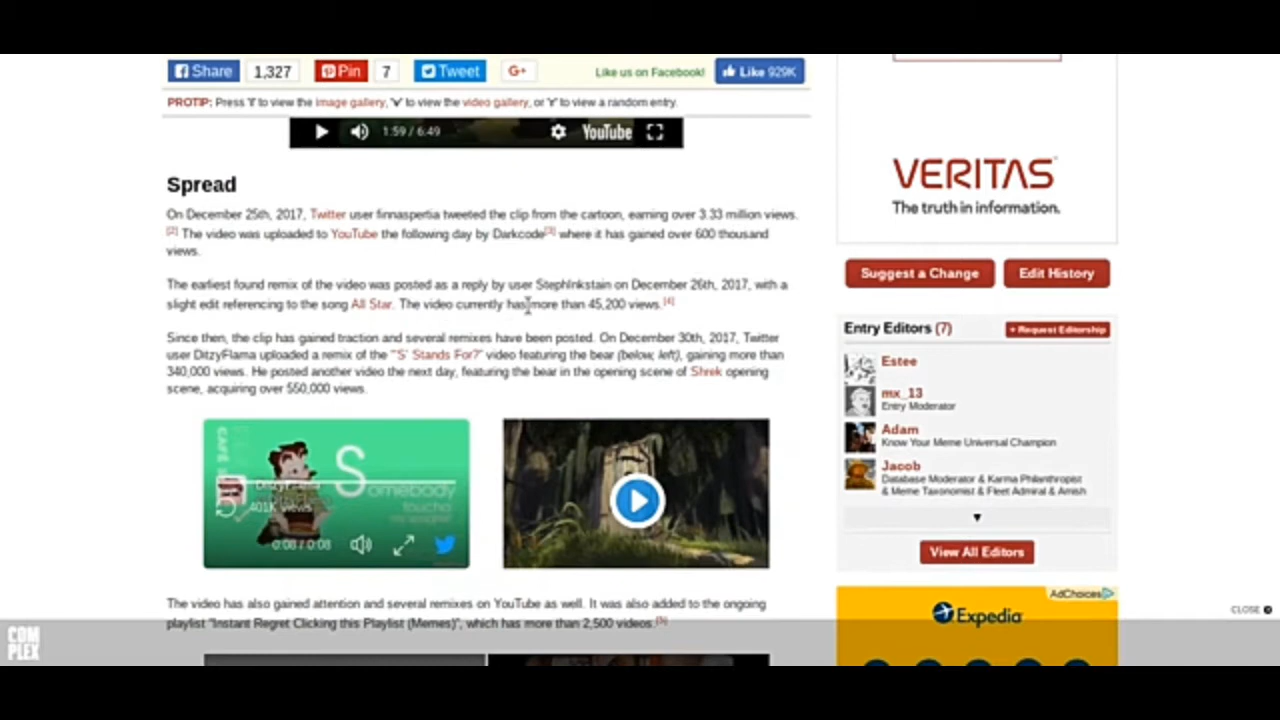 Share 1,327 Pin 7 Tweet G+ Like us on Facebook! Like 929K
PROTIP: Press 'i' to view the image gallery, 'v' to view the video gallery, or 'r' to view a random entry.
1:59 / 6:49 YouTube
Spread
On December 25th, 2017, Twitter user finnaspertia tweeted the clip from the cartoon, earning over 3.33 million views.
[2] The video was uploaded to YouTube the following day by Darkcode[3] where it has gained over 600 thousand
views.
The earliest found remix of the video was posted as a reply by user StephInkstain on December 26th, 2017, with a
slight edit referencing to the song All Star. The video currently has more than 45,200 views.[4]
Since then, the clip has gained traction and several remixes have been posted. On December 30th, 2017, Twitter
user DitzyFlama uploaded a remix of the "'S' Stands For?" video featuring the bear (below, left), gaining more than
340,000 views. He posted another video the next day, featuring the bear in the opening scene of Shrek opening
scene, acquiring over 550,000 views.
Somebody
toucha
DitzyFlama
401K views
0:08 / 0:08
The video has also gained attention and several remixes on YouTube as well. It was also added to the ongoing
playlist "Instant Regret Clicking this Playlist (Memes)", which has more than 2,500 videos.[5]
VERITAS
The truth in information.
Suggest a Change Edit History
Entry Editors (7) + Request Editorship
Estee
mx_13
Entry Moderator
Adam
Know Your Meme Universal Champion
Jacob
Database Moderator & Karma Philanthropist
& Meme Taxonomist & Fleet Admiral & Amish
View All Editors
AdChoices
Expedia
CLOSE
COM
PLEX